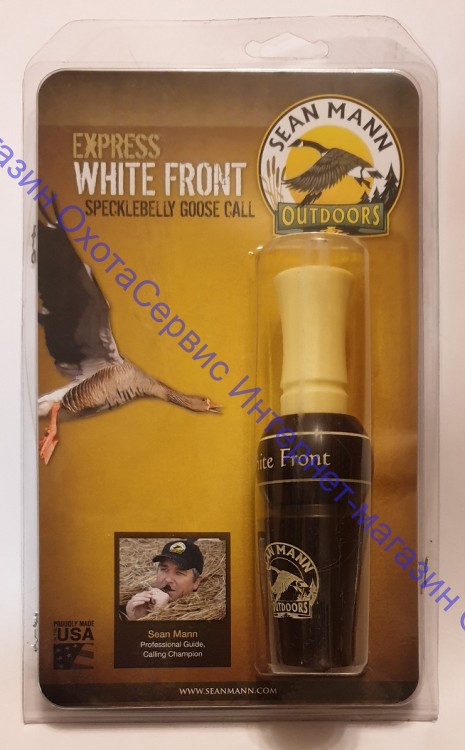 EXPRESS
WHITE FRONT
SPECKLEBELLY GOOSE CALL
SEAN MANN
OUTDOORS
Front
SEAN MANN
OUTDOORS
PROUDLY MADE
USA
Sean Mann
Professional Guide,
Calling Champion
WWW.SEANMANN.COM
ОхотаСервис Интернет-магазин